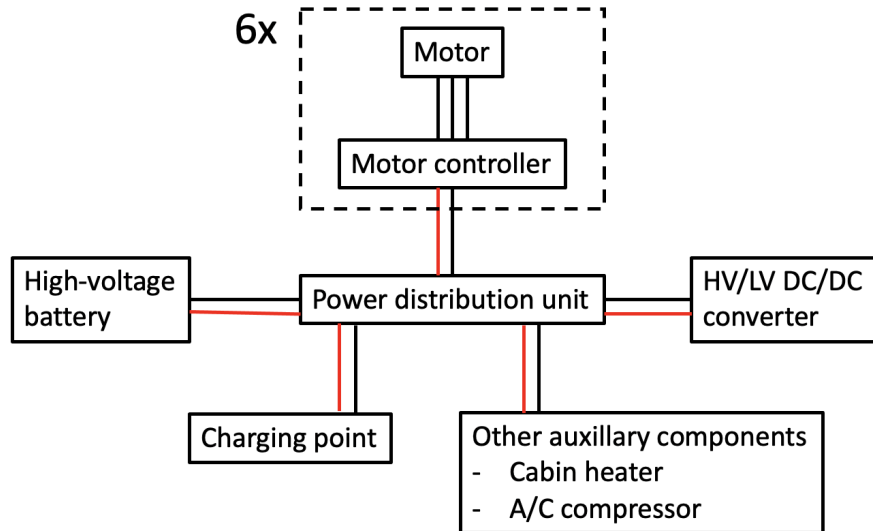 6x
Motor
Motor controller
High-voltage
battery
Power distribution unit
HV/LV DC/DC
converter
Charging point
Other auxillary components
- Cabin heater
- A/C compressor